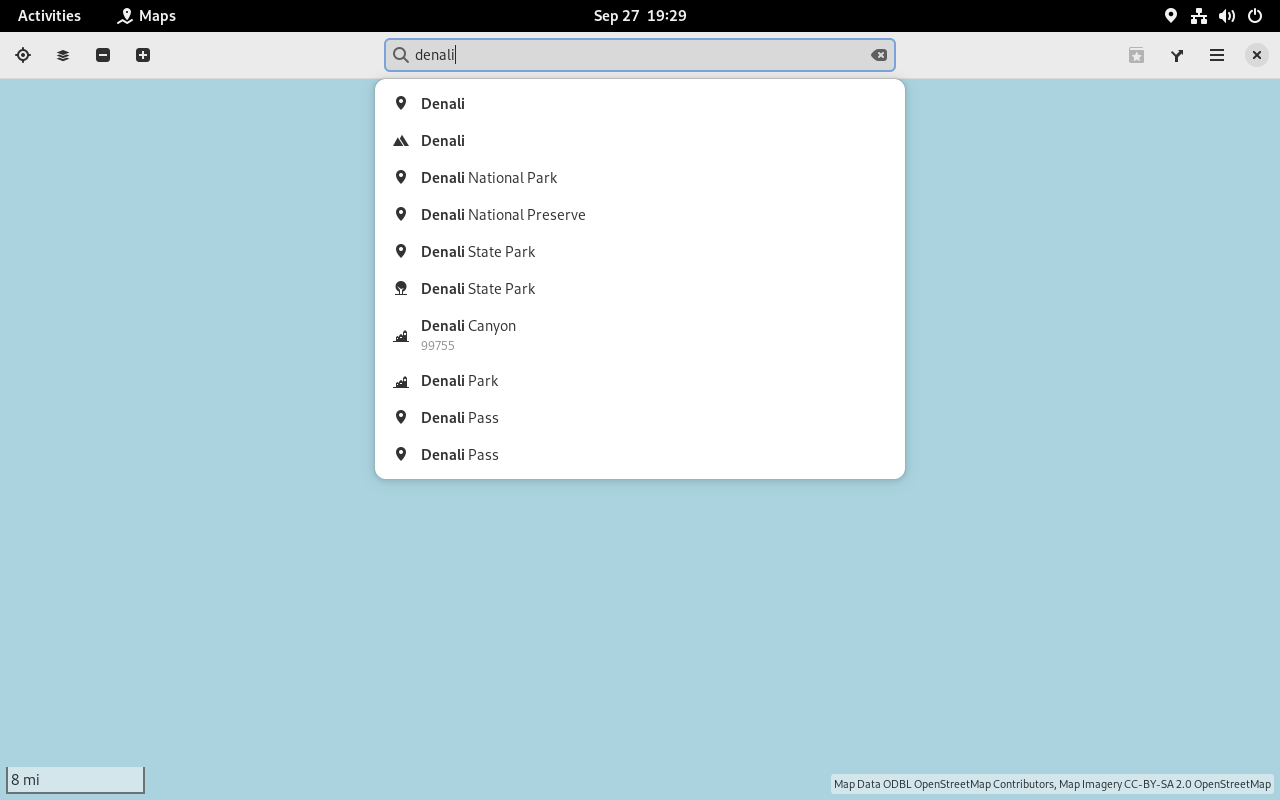 Activities
Maps
Sep 27 19:29
denali
Denali
Denali
Denali National Park
Denali National Preserve
Denali State Park
Denali State Park
Denali Canyon
99755
Denali Park
Denali Pass
Denali Pass
8 mi
Map Data ODBL OpenStreetMap Contributors, Map Imagery CC-BY-SA 2.0 OpenStreetMap